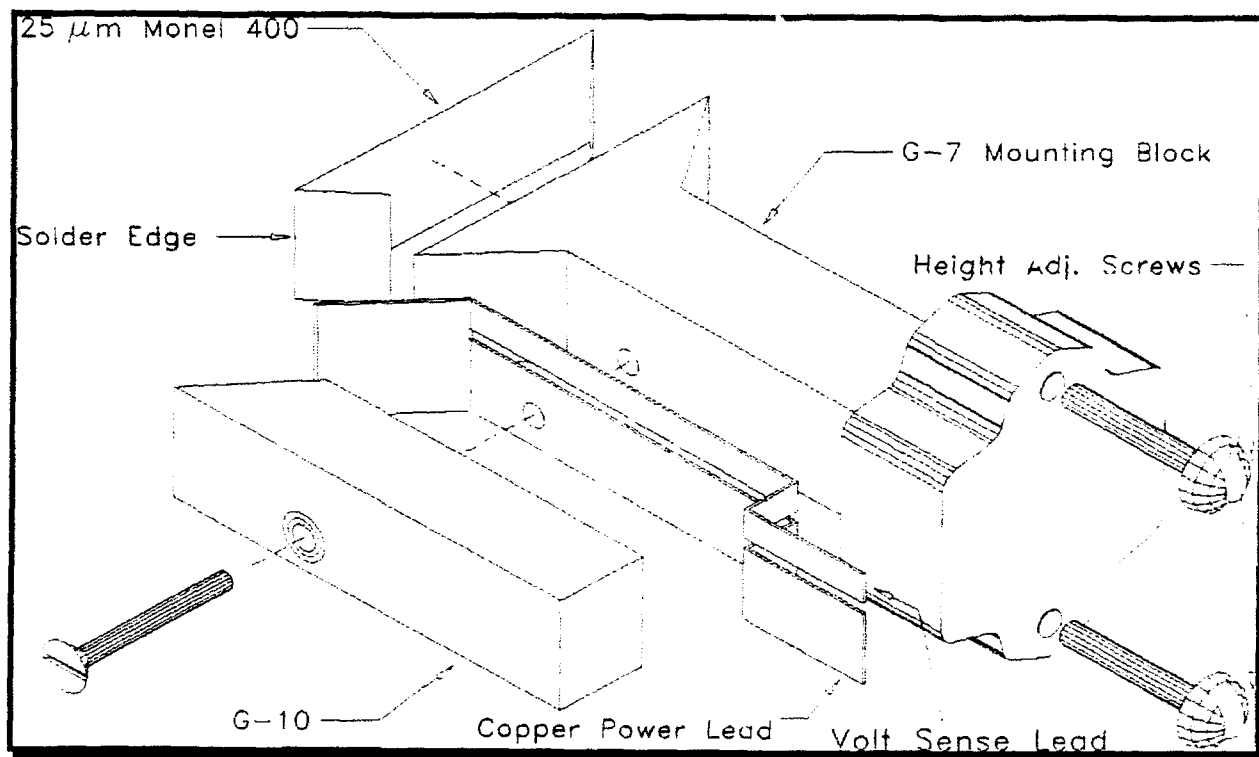 25 μm Monel 400
G-7 Mounting Block
Solder Edge
Height Adj. Screws
G-10
Copper Power Lead
Volt Sense Lead